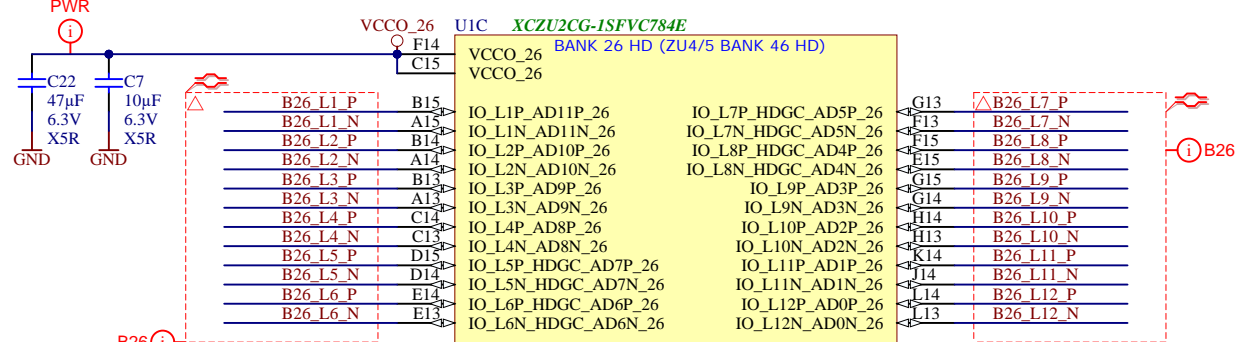 PWR
VCCO_26 U1C XCZU2CG-1SFVC784E
BANK 26 HD (ZU4/5 BANK 46 HD)
F14 VCCO_26
C15 VCCO_26
C22
47µF
6.3V
X5R
GND
C7
10µF
6.3V
X5R
GND
B26_L1_P B15 IO_L1P_AD11P_26 IO_L7P_HDGC_AD5P_26 G13 B26_L7_P
B26_L1_N A15 IO_L1N_AD11N_26 IO_L7N_HDGC_AD5N_26 F13 B26_L7_N
B26_L2_P B14 IO_L2P_AD10P_26 IO_L8P_HDGC_AD4P_26 F15 B26_L8_P
B26_L2_N A14 IO_L2N_AD10N_26 IO_L8N_HDGC_AD4N_26 E15 B26_L8_N
B26_L3_P B13 IO_L3P_AD9P_26 IO_L9P_AD3P_26 G15 B26_L9_P
B26_L3_N A13 IO_L3N_AD9N_26 IO_L9N_AD3N_26 G14 B26_L9_N
B26_L4_P C14 IO_L4P_AD8P_26 IO_L10P_AD2P_26 H14 B26_L10_P
B26_L4_N C13 IO_L4N_AD8N_26 IO_L10N_AD2N_26 H13 B26_L10_N
B26_L5_P D15 IO_L5P_HDGC_AD7P_26 IO_L11P_AD1P_26 K14 B26_L11_P
B26_L5_N D14 IO_L5N_HDGC_AD7N_26 IO_L11N_AD1N_26 J14 B26_L11_N
B26_L6_P E14 IO_L6P_HDGC_AD6P_26 IO_L12P_AD0P_26 L14 B26_L12_P
B26_L6_N E13 IO_L6N_HDGC_AD6N_26 IO_L12N_AD0N_26 L13 B26_L12_N
i B26
B26 i